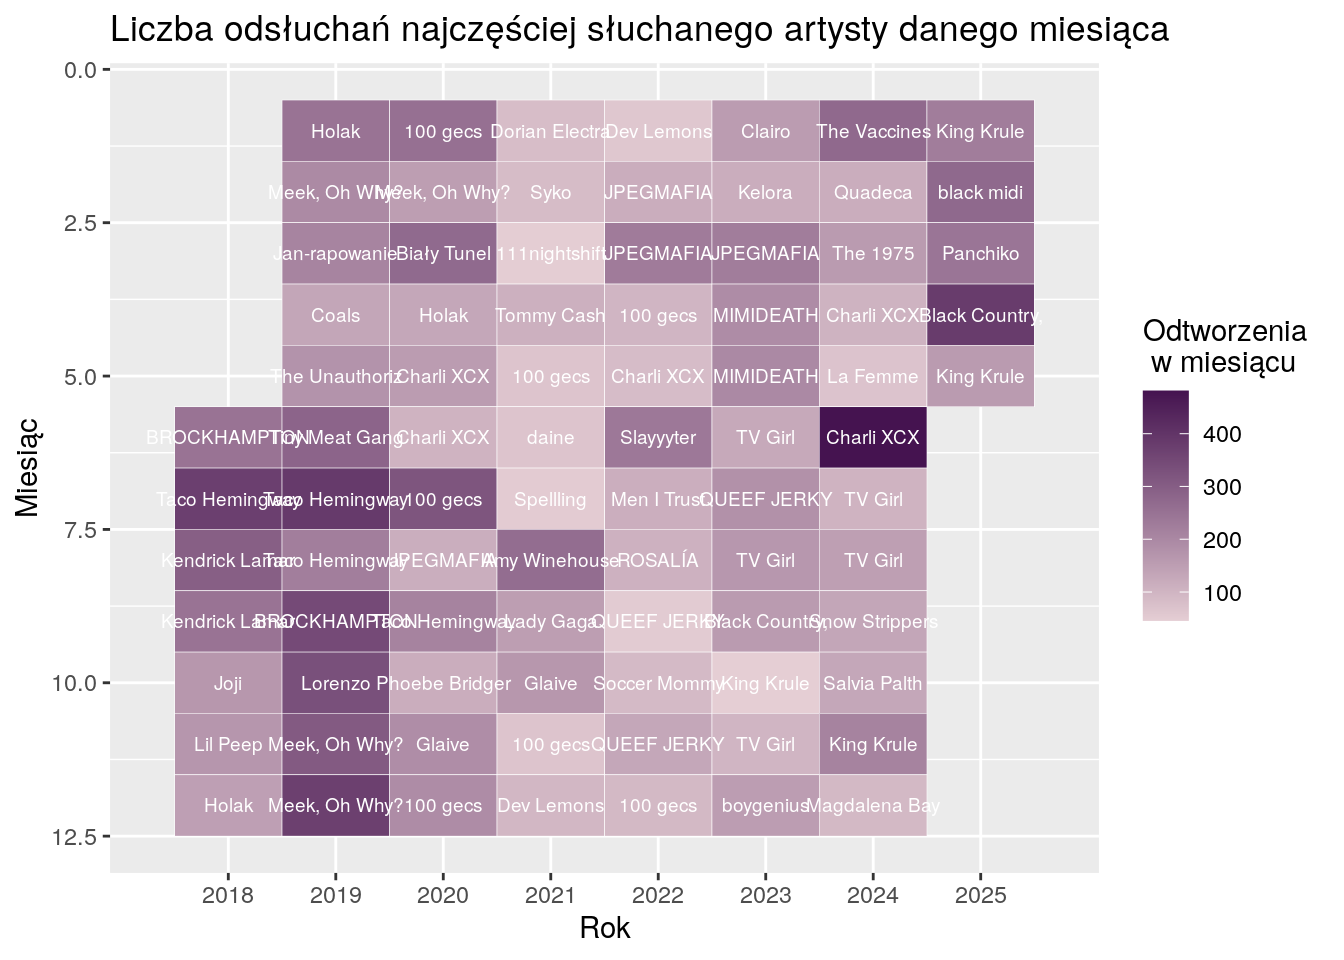 Liczba odsłuchań najczęściej słuchanego artysty danego miesiąca
0.0
Holak 100 gecs Dorian Electra Dev Lemons Clairo The Vaccines King Krule
Meek, Oh Why? Meek, Oh Why? Syko JPEGMAFIA Kelora Quadeca black midi
2.5
Jan-rapowanie Biały Tunel 111nightshift JPEGMAFIA JPEGMAFIA The 1975 Panchiko
Coals Holak Tommy Cash 100 gecs MIMIDEATH Charli XCX Black Country,
5.0
The Unauthoriz Charli XCX 100 gecs Charli XCX MIMIDEATH La Femme King Krule
BROCKHAMPTON Meat Gang Charli XCX daine Slayyyter TV Girl Charli XCX
Taco Hemingway Taco Hemingway 100 gecs Spellling Men I Trust QUEEF JERKY TV Girl
7.5
Kendrick Lamar Taco Hemingway JPEGMAFIA Amy Winehouse ROSALÍA TV Girl TV Girl
Kendrick Lamar BROCKHAMPTON Taco Hemingway Lady Gaga QUEEF JERKY Black Country, Snow Strippers
10.0
Joji Lorenzo Phoebe Bridger Glaive Soccer Mommy King Krule Salvia Palth
Lil Peep Meek, Oh Why? Glaive 100 gecs QUEEF JERKY TV Girl King Krule
Holak Meek, Oh Why? 100 gecs Dev Lemons 100 gecs boygenius Magdalena Bay
12.5
2018 2019 2020 2021 2022 2023 2024 2025
Rok
Miesiąc
Odtworzenia
w miesiącu
400
300
200
100